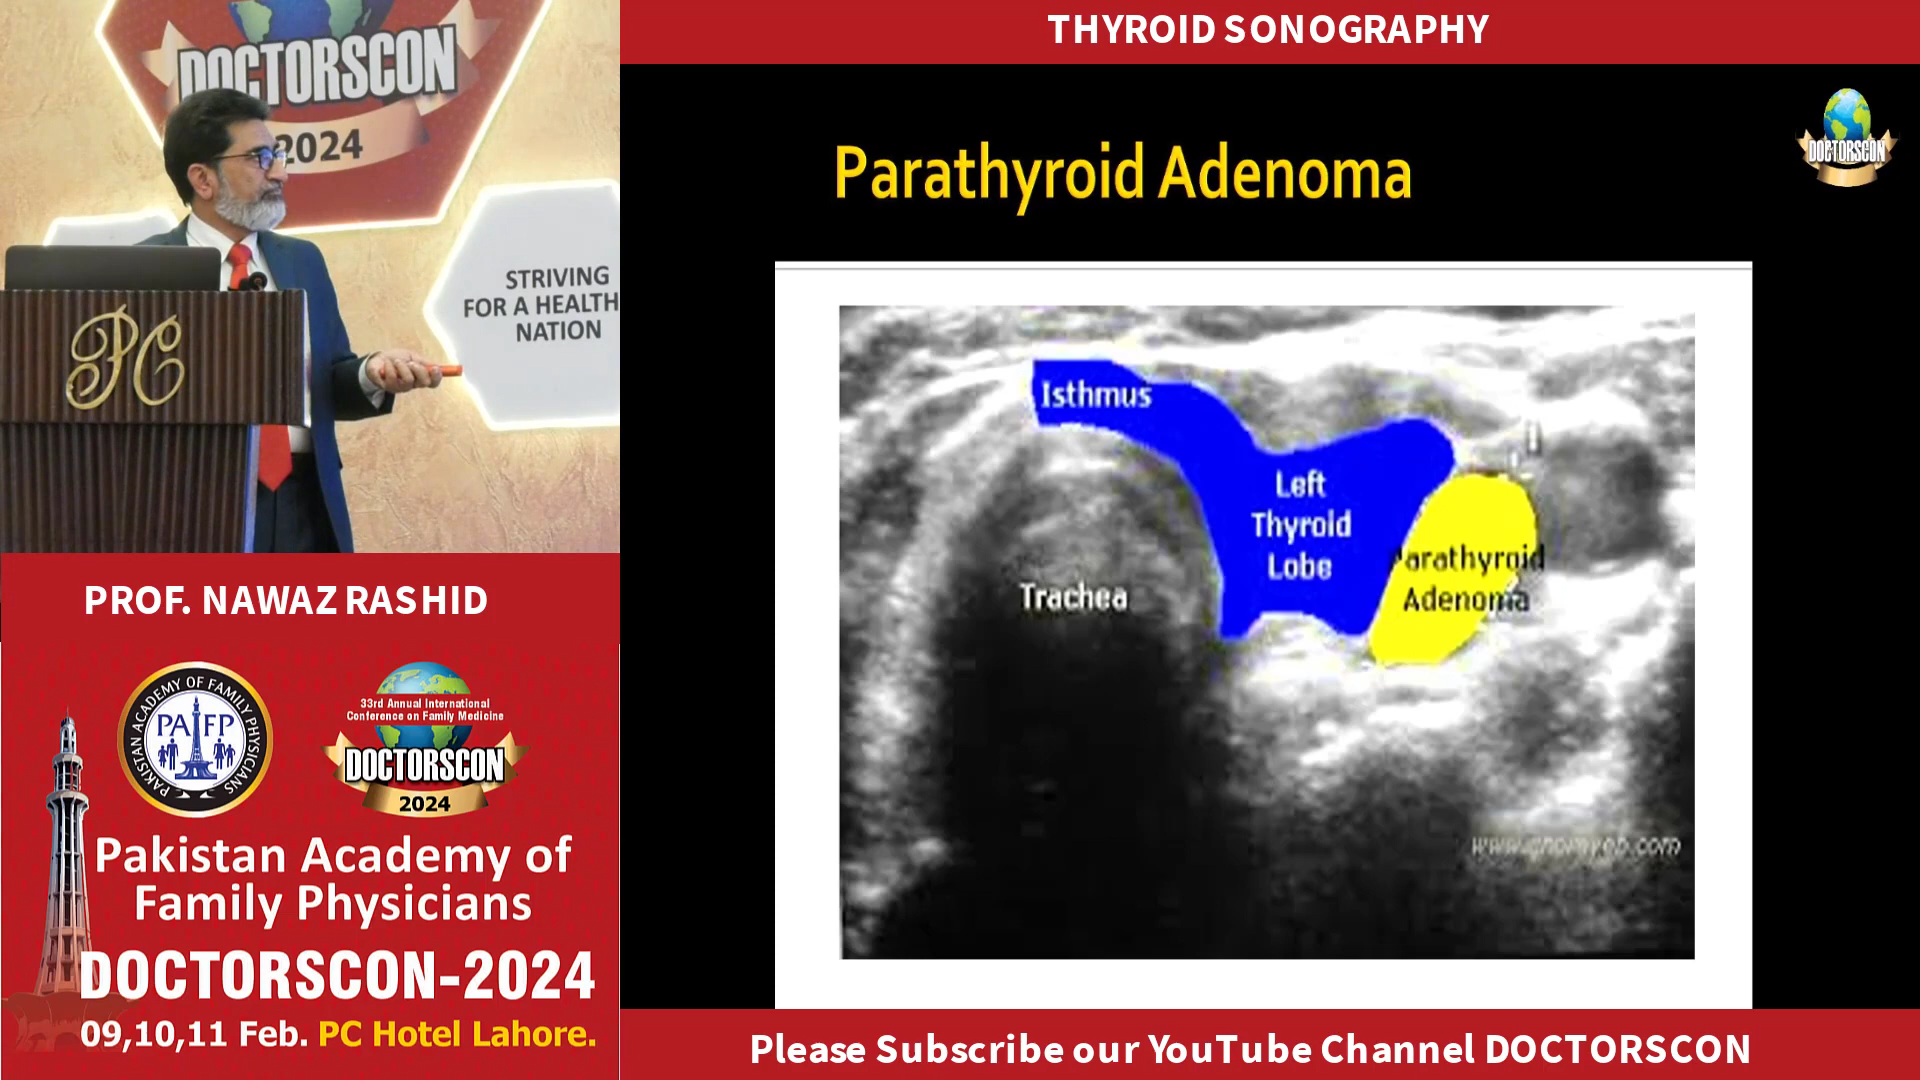 DOCTORSCON
2024
STRIVING
FOR A HEALTH
NATION
PC
PROF. NAWAZ RASHID
PAKISTAN ACADEMY OF FAMILY PHYSICIANS
PAFP
33rd Annual International
Conference on Family Medicine
DOCTORSCON
2024
Pakistan Academy of
Family Physicians
DOCTORSCON-2024
09,10,11 Feb. PC Hotel Lahore.
THYROID SONOGRAPHY
DOCTORSCON
Parathyroid Adenoma
Isthmus
Left
Thyroid
Lobe
arathyroid
Adenoma
Trachea
Please Subscribe our YouTube Channel DOCTORSCON